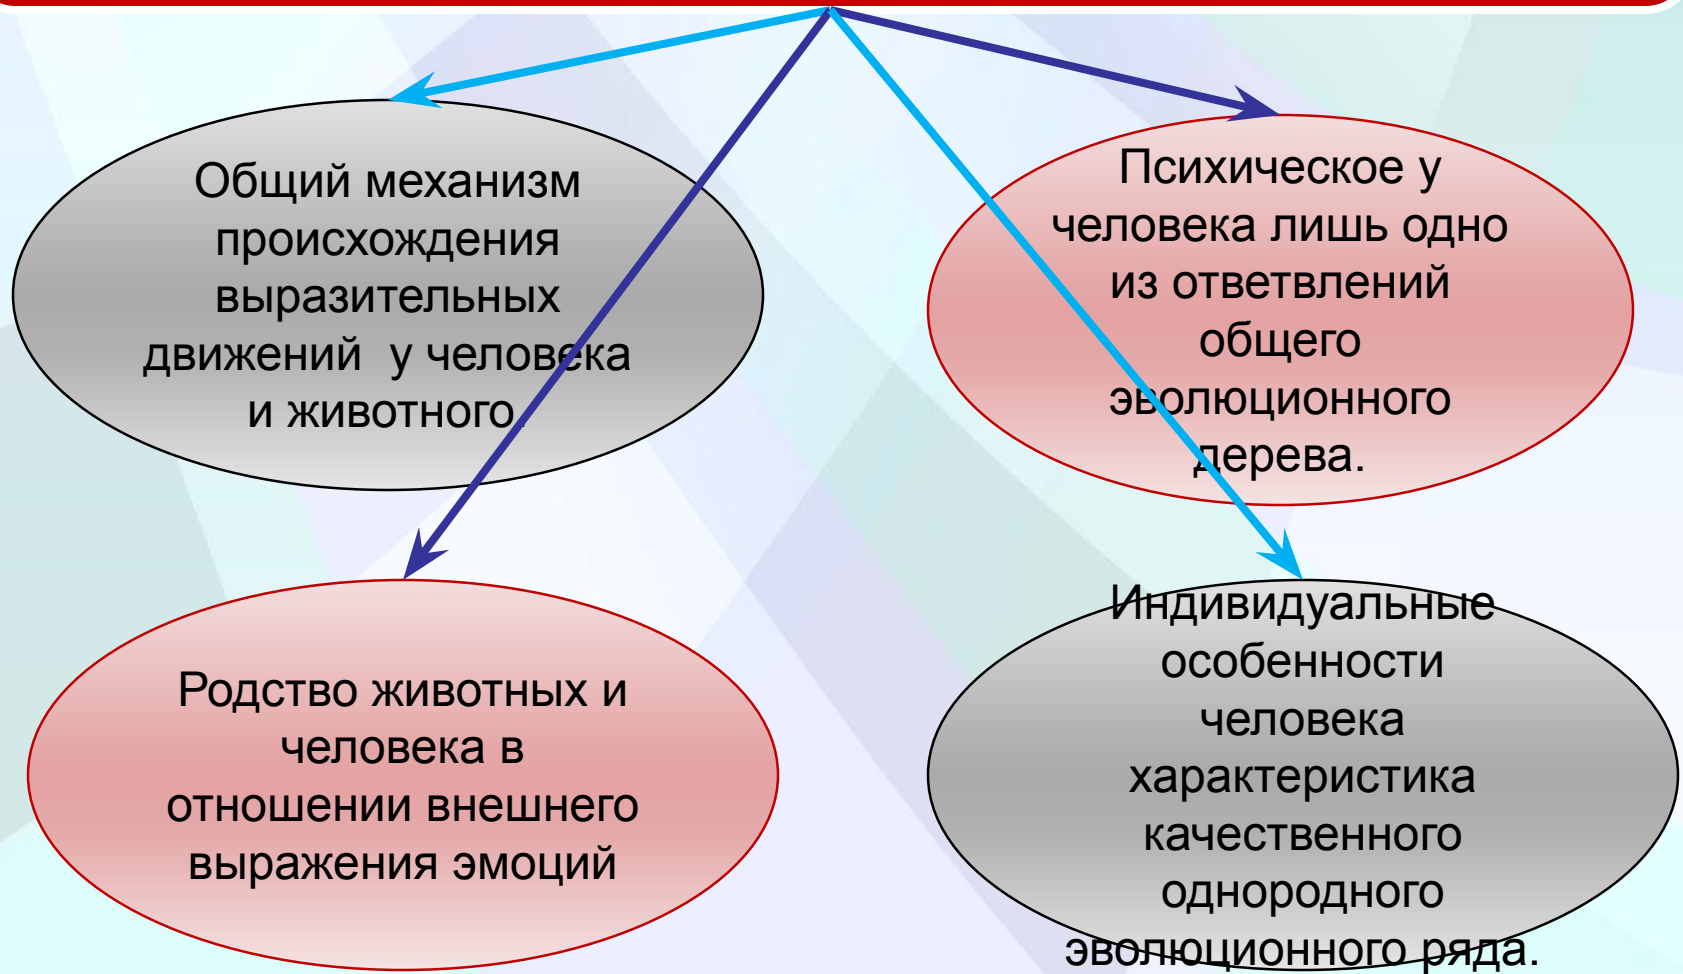 Общий механизм
происхождения
выразительных
движений  у человека
и животного.
Психическое у
человека лишь одно
из ответвлений
общего
эволюционного
дерева.
Родство животных и
человека в
отношении внешнего
выражения эмоций
Индивидуальные
особенности
человека
характеристика
качественного
однородного
эволюционного ряда.